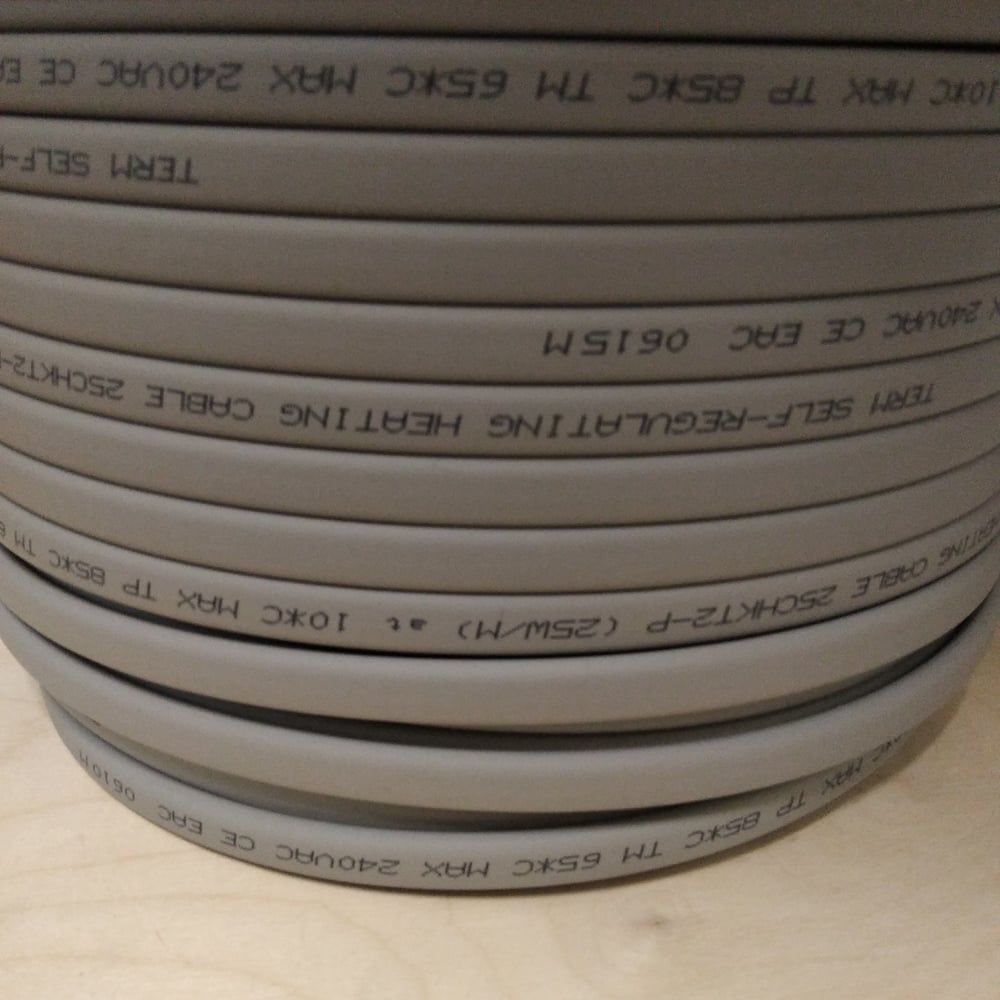 *C MAX TP 85*C TM 65*C MAX 240VAC CE EAC 0610M
CABLE 25CHKT2-P (25W/M) at 10*C MAX TP 85*C TM
TERM SELF-REGULATING HEATING CABLE 25CHKT2-
240VAC CE EAC 0615M
TERM SELF-
10*C MAX TP 85*C TM 65*C MAX 240VAC CE